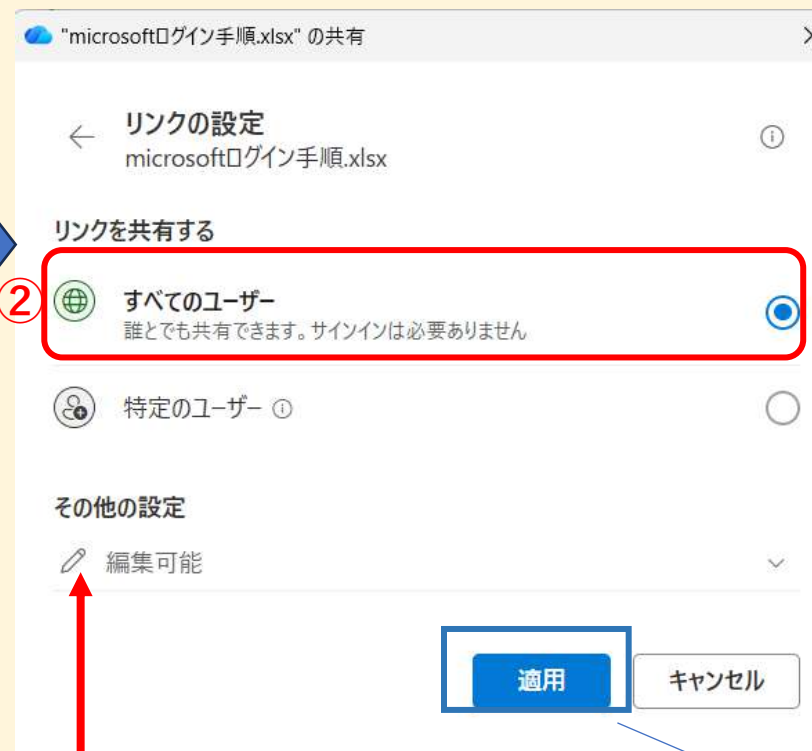 "microsoftログイン手順.xlsx" の共有
リンクの設定
microsoftログイン手順.xlsx
リンクを共有する
②
すべてのユーザー
誰とでも共有できます。サインインは必要ありません
特定のユーザー
その他の設定
編集可能
適用
キャンセル